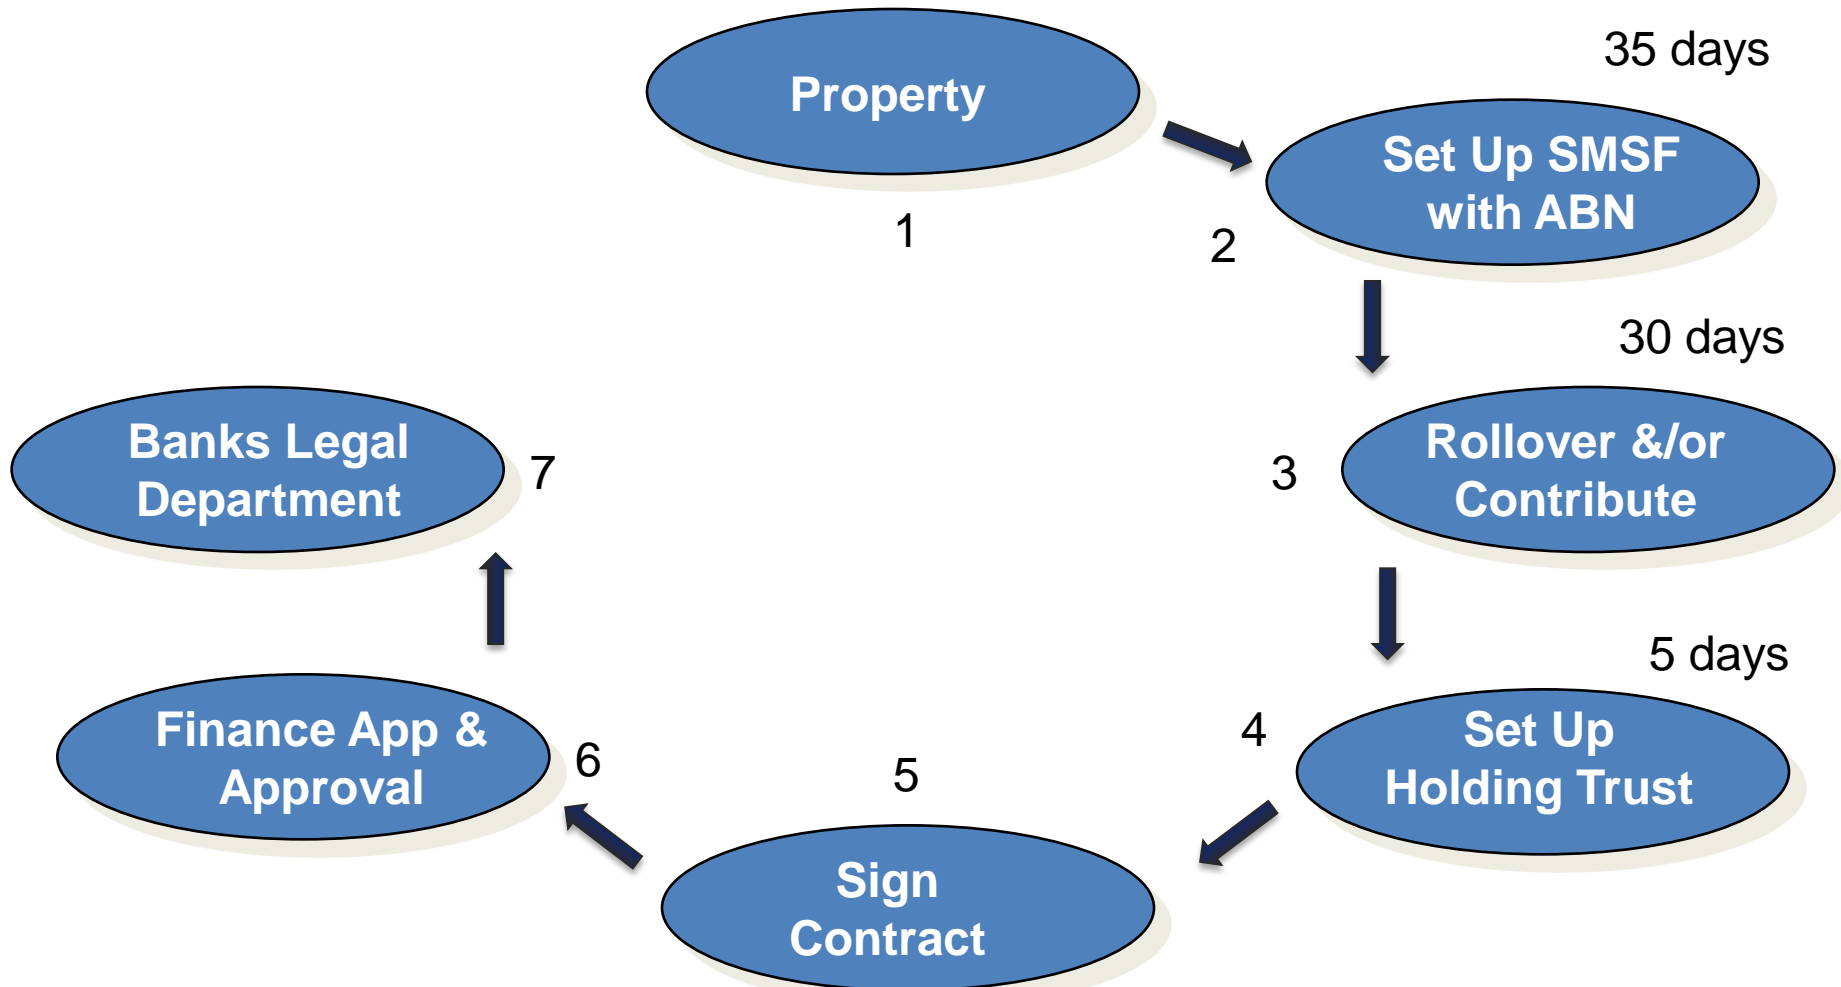 Property
1
35 days
Set Up SMSF
with ABN
2
30 days
Rollover &/or
Contribute
3
5 days
Set Up
Holding Trust
4
5
Sign
Contract
6
Finance App &
Approval
7
Banks Legal
Department